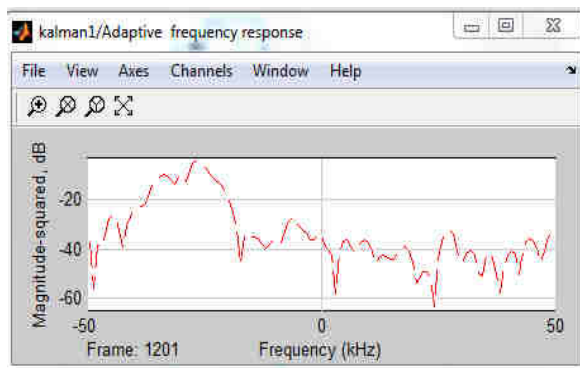 kalman1/Adaptive frequency response
File View Axes Channels Window Help
Magnitude-squared, dB
-20
-40
-60
-50 0 50
Frame: 1201 Frequency (kHz)